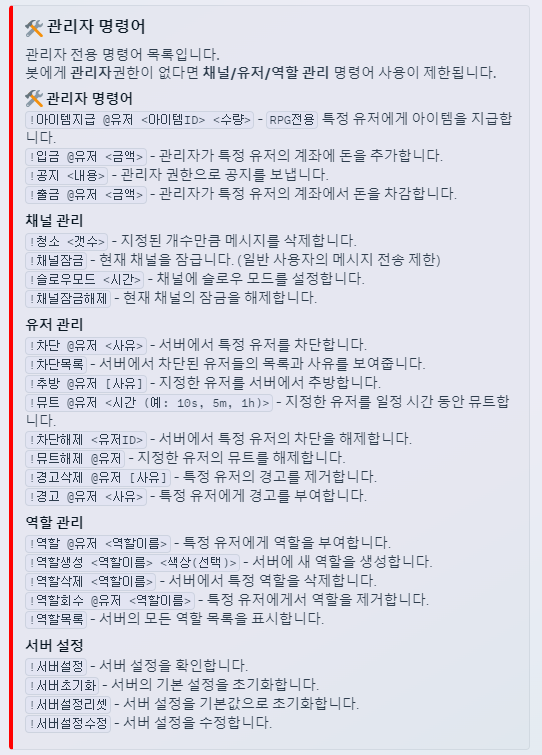 🛠️ 관리자 명령어
관리자 전용 명령어 목록입니다.
봇에게 관리자권한이 없다면 채널/유저/역할 관리 명령어 사용이 제한됩니다.
🛠️ 관리자 명령어
!아이템지급 @유저 <아이템ID> <수량> - RPG전용 특정 유저에게 아이템을 지급합
니다.
!입금 @유저 <금액> - 관리자가 특정 유저의 계좌에 돈을 추가합니다.
!공지 <내용> - 관리자 권한으로 공지를 보냅니다.
!출금 @유저 <금액> - 관리자가 특정 유저의 계좌에서 돈을 차감합니다.
채널 관리
!청소 <갯수> - 지정된 개수만큼 메시지를 삭제합니다.
!채널잠금 - 현재 채널을 잠급니다. (일반 사용자의 메시지 전송 제한)
!슬로우모드 <시간> - 채널에 슬로우 모드를 설정합니다.
!채널잠금해제 - 현재 채널의 잠금을 해제합니다.
유저 관리
!차단 @유저 <사유> - 서버에서 특정 유저를 차단합니다.
!차단목록 - 서버에서 차단된 유저들의 목록과 사유를 보여줍니다.
!추방 @유저 [사유] - 지정한 유저를 서버에서 추방합니다.
!뮤트 @유저 <시간 (예: 10s, 5m, 1h)> - 지정한 유저를 일정 시간 동안 뮤트합니
다.
!차단해제 <유저ID> - 서버에서 특정 유저의 차단을 해제합니다.
!뮤트해제 @유저 - 지정한 유저의 뮤트를 해제합니다.
!경고삭제 @유저 [사유] - 특정 유저의 경고를 제거합니다.
!경고 @유저 <사유> - 특정 유저에게 경고를 부여합니다.
역할 관리
!역할 @유저 <역할이름> - 특정 유저에게 역할을 부여합니다.
!역할생성 <역할이름> <색상(선택)> - 서버에 새 역할을 생성합니다.
!역할삭제 <역할이름> - 서버에서 특정 역할을 삭제합니다.
!역할회수 @유저 <역할이름> - 특정 유저에게서 역할을 제거합니다.
!역할목록 - 서버의 모든 역할 목록을 표시합니다.
서버 설정
!서버설정 - 서버 설정을 확인합니다.
!서버초기화 - 서버의 기본 설정을 초기화합니다.
!서버설정리셋 - 서버 설정을 기본값으로 초기화합니다.
!서버설정수정 - 서버 설정을 수정합니다.